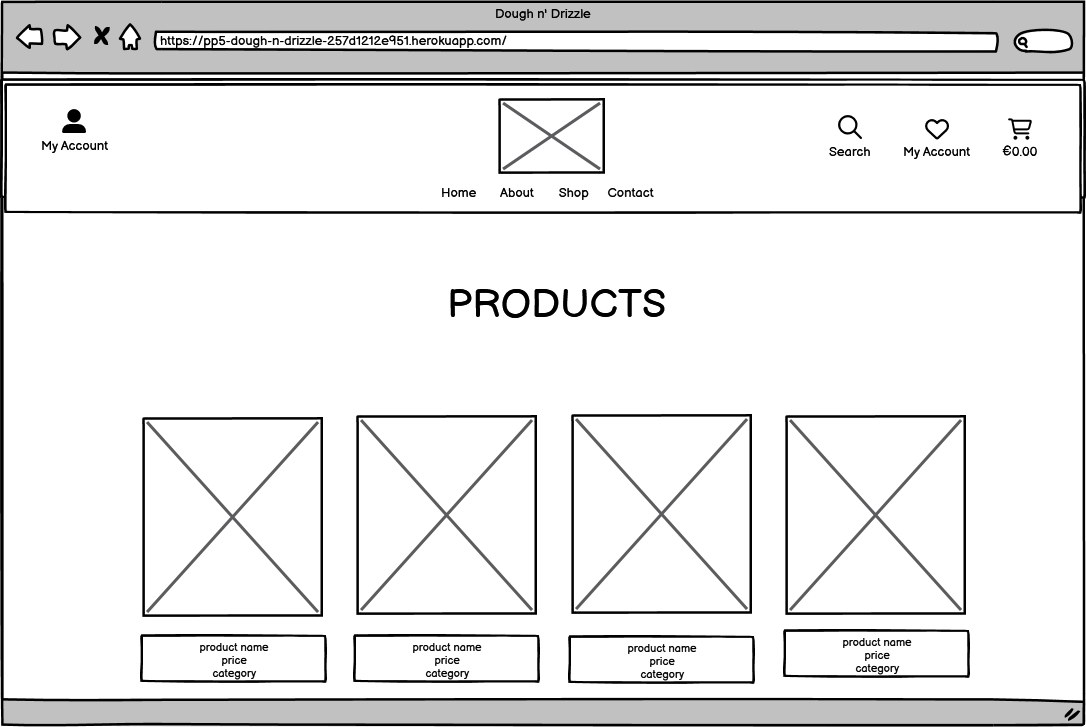 Dough n' Drizzle
https://pp5-dough-n-drizzle-257d1212e951.herokuapp.com/
My Account
Search
My Account
€0.00
Home
About
Shop
Contact
PRODUCTS
product name
price
category
product name
price
category
product name
price
category
product name
price
category